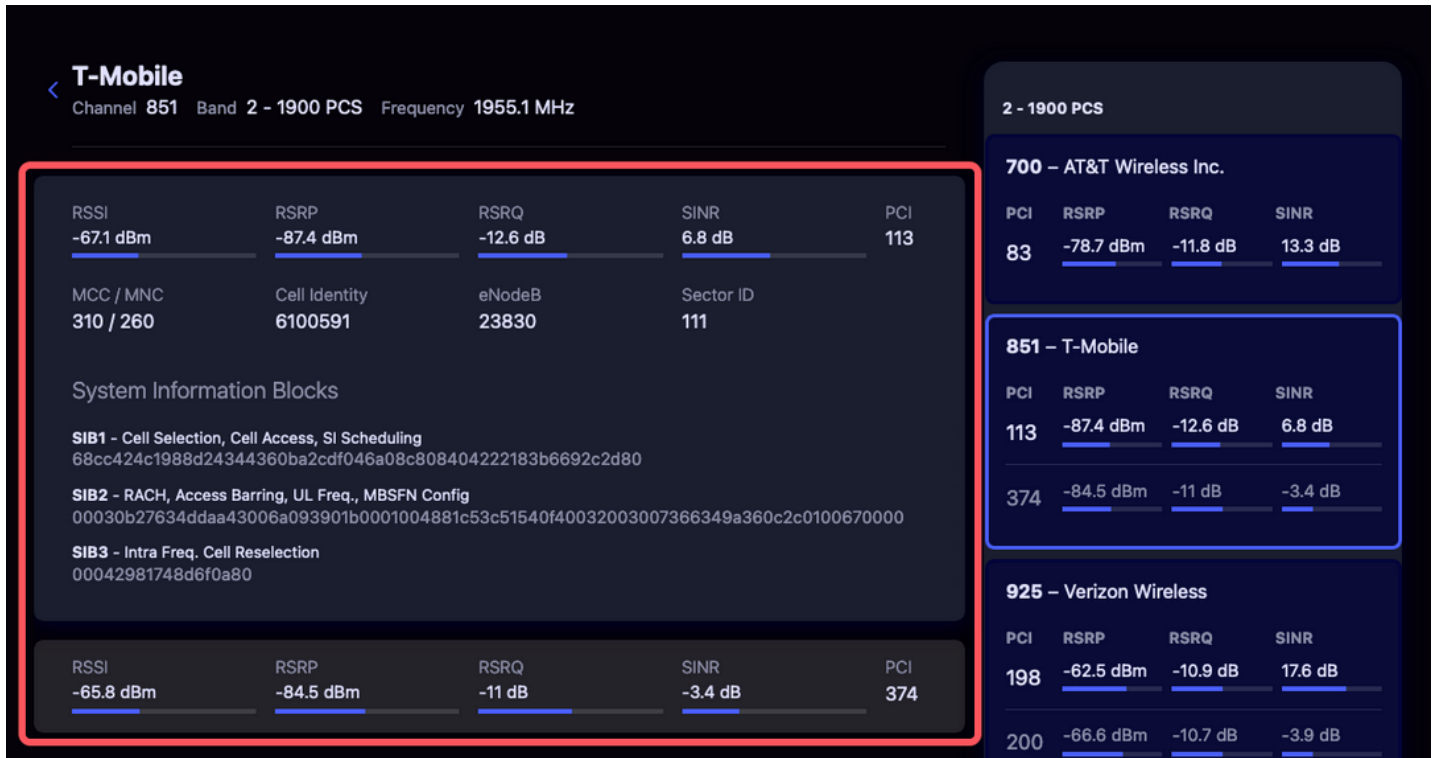 T-Mobile
Channel 851 Band 2 - 1900 PCS Frequency 1955.1 MHz
RSSI RSRP RSRQ SINR PCI
-67.1 dBm -87.4 dBm -12.6 dB 6.8 dB 113
MCC / MNC Cell Identity eNodeB Sector ID
310 / 260 6100591 23830 111
System Information Blocks
SIB1 - Cell Selection, Cell Access, SI Scheduling
68cc424c1988d24344360ba2cdf046a08c808404222183b6692c2d80
SIB2 - RACH, Access Barring, UL Freq., MBSFN Config
00030b27634ddaa43006a093901b0001004881c53c51540f40032003007366349a360c2c0100670000
SIB3 - Intra Freq. Cell Reselection
00042981748d6f0a80
RSSI RSRP RSRQ SINR PCI
-65.8 dBm -84.5 dBm -11 dB -3.4 dB 374
2 - 1900 PCS
700 – AT&T Wireless Inc.
PCI RSRP RSRQ SINR
83 -78.7 dBm -11.8 dB 13.3 dB
851 – T-Mobile
PCI RSRP RSRQ SINR
113 -87.4 dBm -12.6 dB 6.8 dB
374 -84.5 dBm -11 dB -3.4 dB
925 – Verizon Wireless
PCI RSRP RSRQ SINR
198 -62.5 dBm -10.9 dB 17.6 dB
200 -66.6 dBm -10.7 dB -3.9 dB